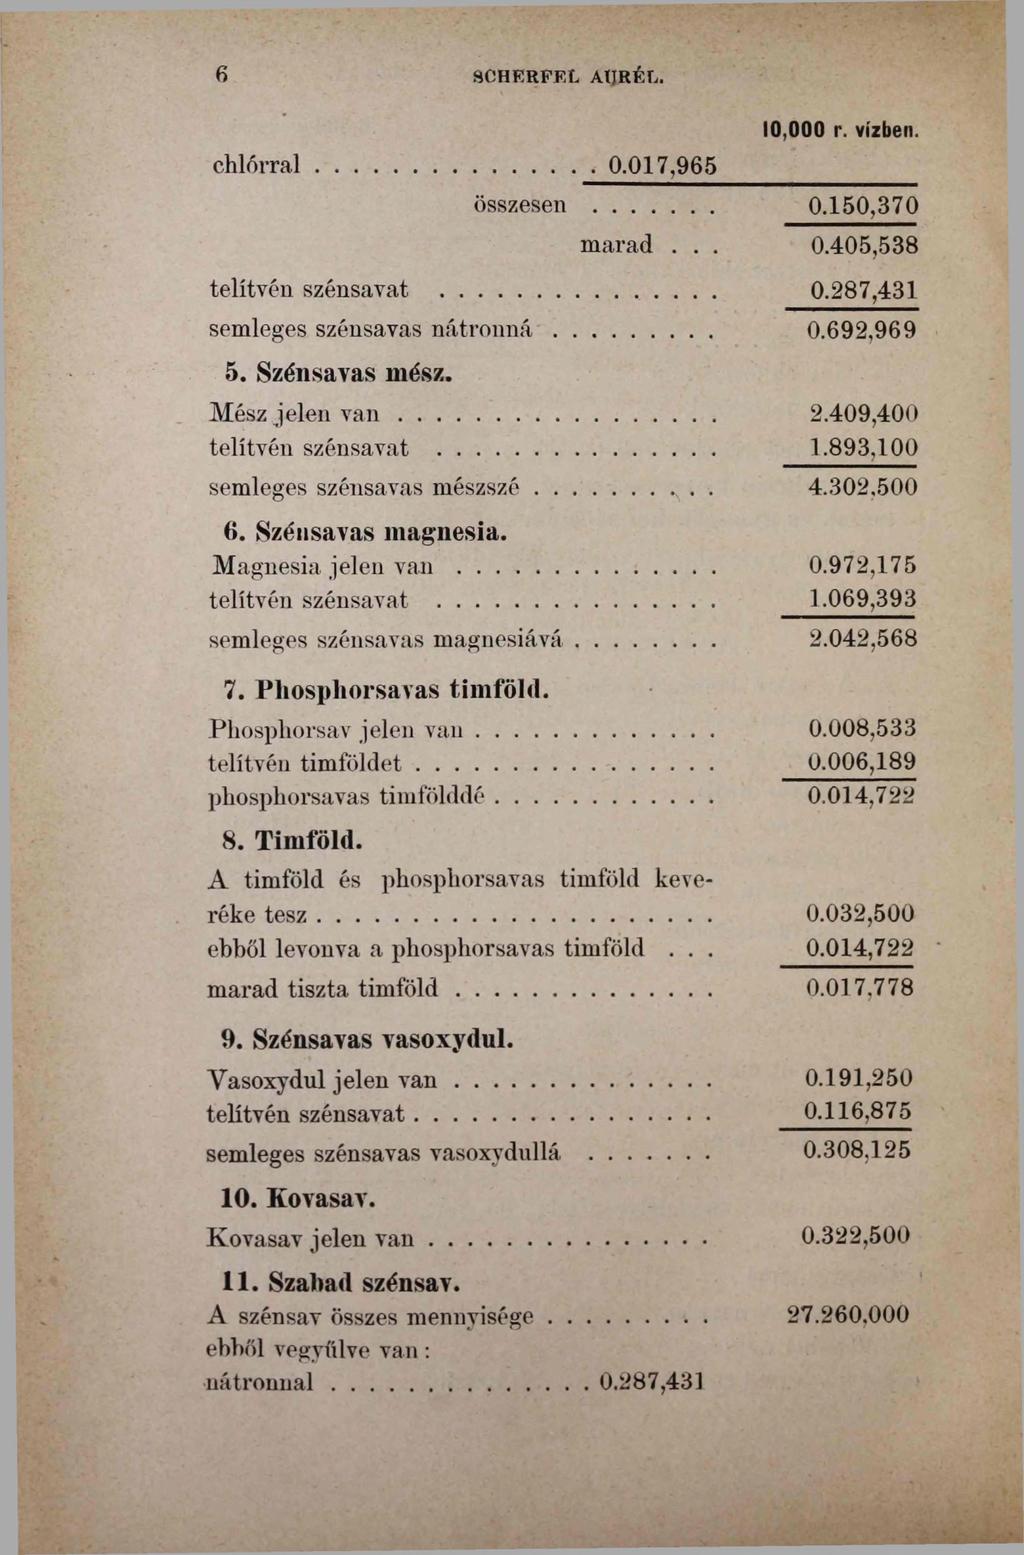 6 SCHERFEL AURÉL.
10,000 r. vízben.
chlórral . . . . . . . . . . . . . . . 0.017,965
összesen . . . . . . . 0.150,370
marad . . . 0.405,538
telítvén szénsavat . . . . . . . . . . . . . . . 0.287,431
semleges szénsavas nátronná . . . . . . . . . 0.692,969
5. Szénsavas mész.
Mész jelen van . . . . . . . . . . . . . . . . . 2.409,400
telítvén szénsavat . . . . . . . . . . . . . . . 1.893,100
semleges szénsavas mészszé . . . . . . . . . . 4.302,500
6. Szénsavas magnesia.
Magnesia jelen van . . . . . . . . . . . . . . 0.972,175
telítvén szénsavat . . . . . . . . . . . . . . . 1.069,393
semleges szénsavas magnesiává . . . . . . . . 2.042,568
7. Phosphorsavas timföld.
Phosphorsav jelen van . . . . . . . . . . . . . 0.008,533
telítvén timföldet . . . . . . . . . . . . . . . . 0.006,189
phosphorsavas timfölddé . . . . . . . . . . . . 0.014,722
8. Timföld.
A timföld és phosphorsavas timföld keve-
réke tesz . . . . . . . . . . . . . . . . . . . . . 0.032,500
ebből levonva a phosphorsavas timföld . . . 0.014,722
marad tiszta timföld . . . . . . . . . . . . . . 0.017,778
9. Szénsavas vasoxydul.
Vasoxydul jelen van . . . . . . . . . . . . . . 0.191,250
telítvén szénsavat . . . . . . . . . . . . . . . . 0.116,875
semleges szénsavas vasoxydullá . . . . . . . 0.308,125
10. Kovasav.
Kovasav jelen van . . . . . . . . . . . . . . . 0.322,500
11. Szabad szénsav.
A szénsav összes mennyisége . . . . . . . . . 27.260,000
ebből vegyülve van :
nátronnal . . . . . . . . . . . . . . 0.287,431